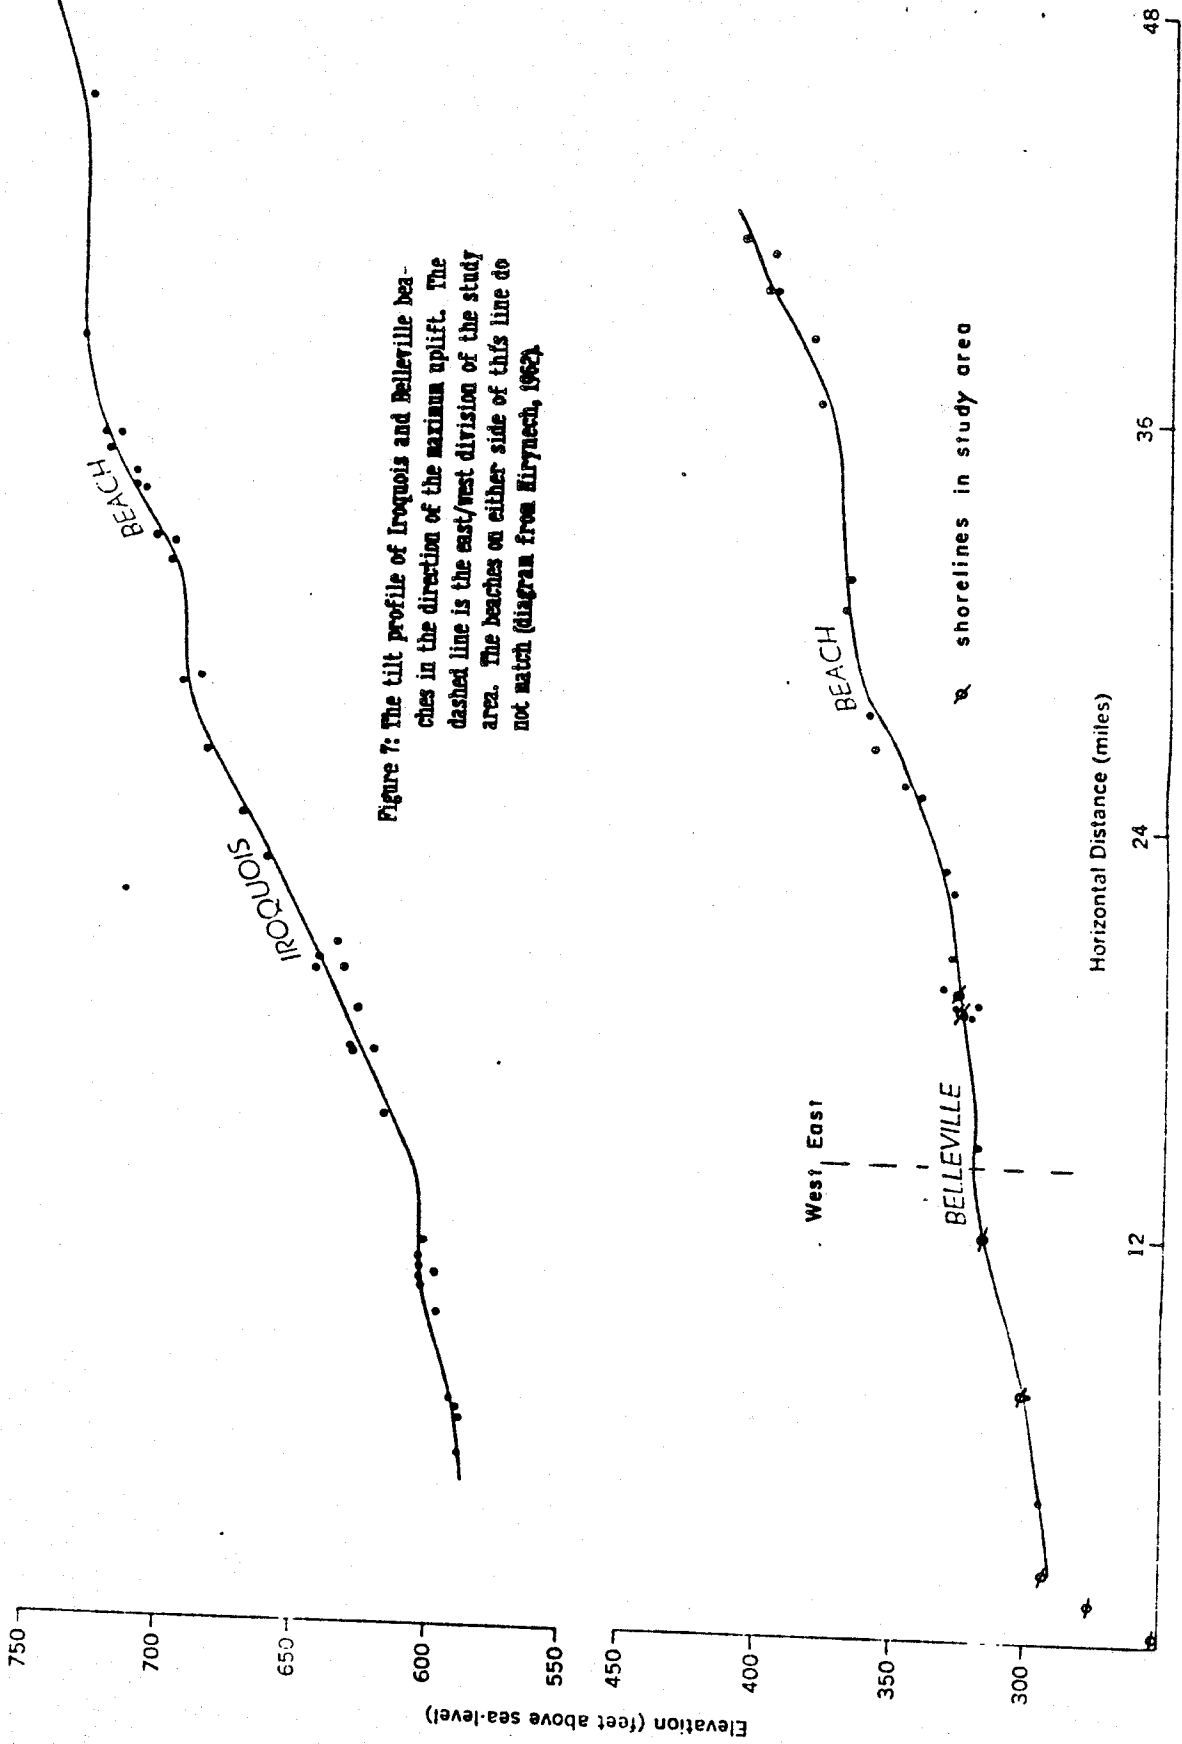 750
700
650
600
550
450
400
350
300
Elevation (feet above sea-level)
IROQUOIS
BEACH
Figure 7: The tilt profile of Iroquois and Belleville bea-
ches in the direction of the maximum uplift. The
dashed line is the east/west division of the study
area. The beaches on either side of this line do
not match (diagram from Mirynech, 1962).
West East
BELLEVILLE
BEACH
shorelines in study area
12
24
36
48
Horizontal Distance (miles)